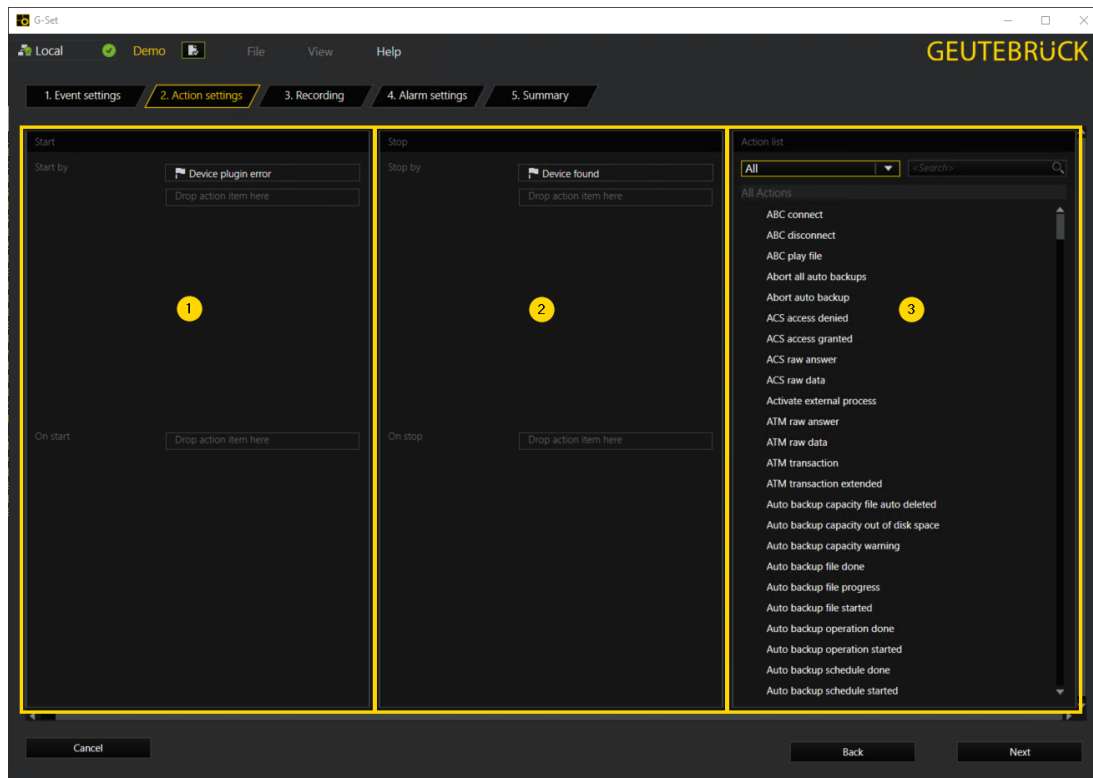 G-Set
Local Demo File View Help GEUTEBRÜCK
1. Event settings 2. Action settings 3. Recording 4. Alarm settings 5. Summary
Start
Start by Device plugin error
Drop action item here
1
On start Drop action item here
Stop
Stop by Device found
Drop action item here
2
On stop Drop action item here
Action list
All <Search>
All Actions
ABC connect
ABC disconnect
ABC play file
Abort all auto backups
Abort auto backup
3
ACS access denied
ACS access granted
ACS raw answer
ACS raw data
Activate external process
ATM raw answer
ATM raw data
ATM transaction
ATM transaction extended
Auto backup capacity file auto deleted
Auto backup capacity out of disk space
Auto backup capacity warning
Auto backup file done
Auto backup file progress
Auto backup file started
Auto backup operation done
Auto backup operation started
Auto backup schedule done
Auto backup schedule started
Cancel Back Next